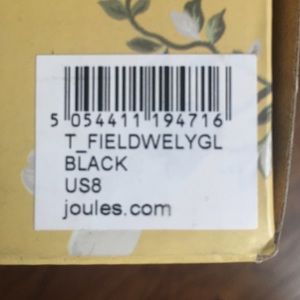 5 054411 194716
T_FIELDWELYGL
BLACK
US8
joules.com